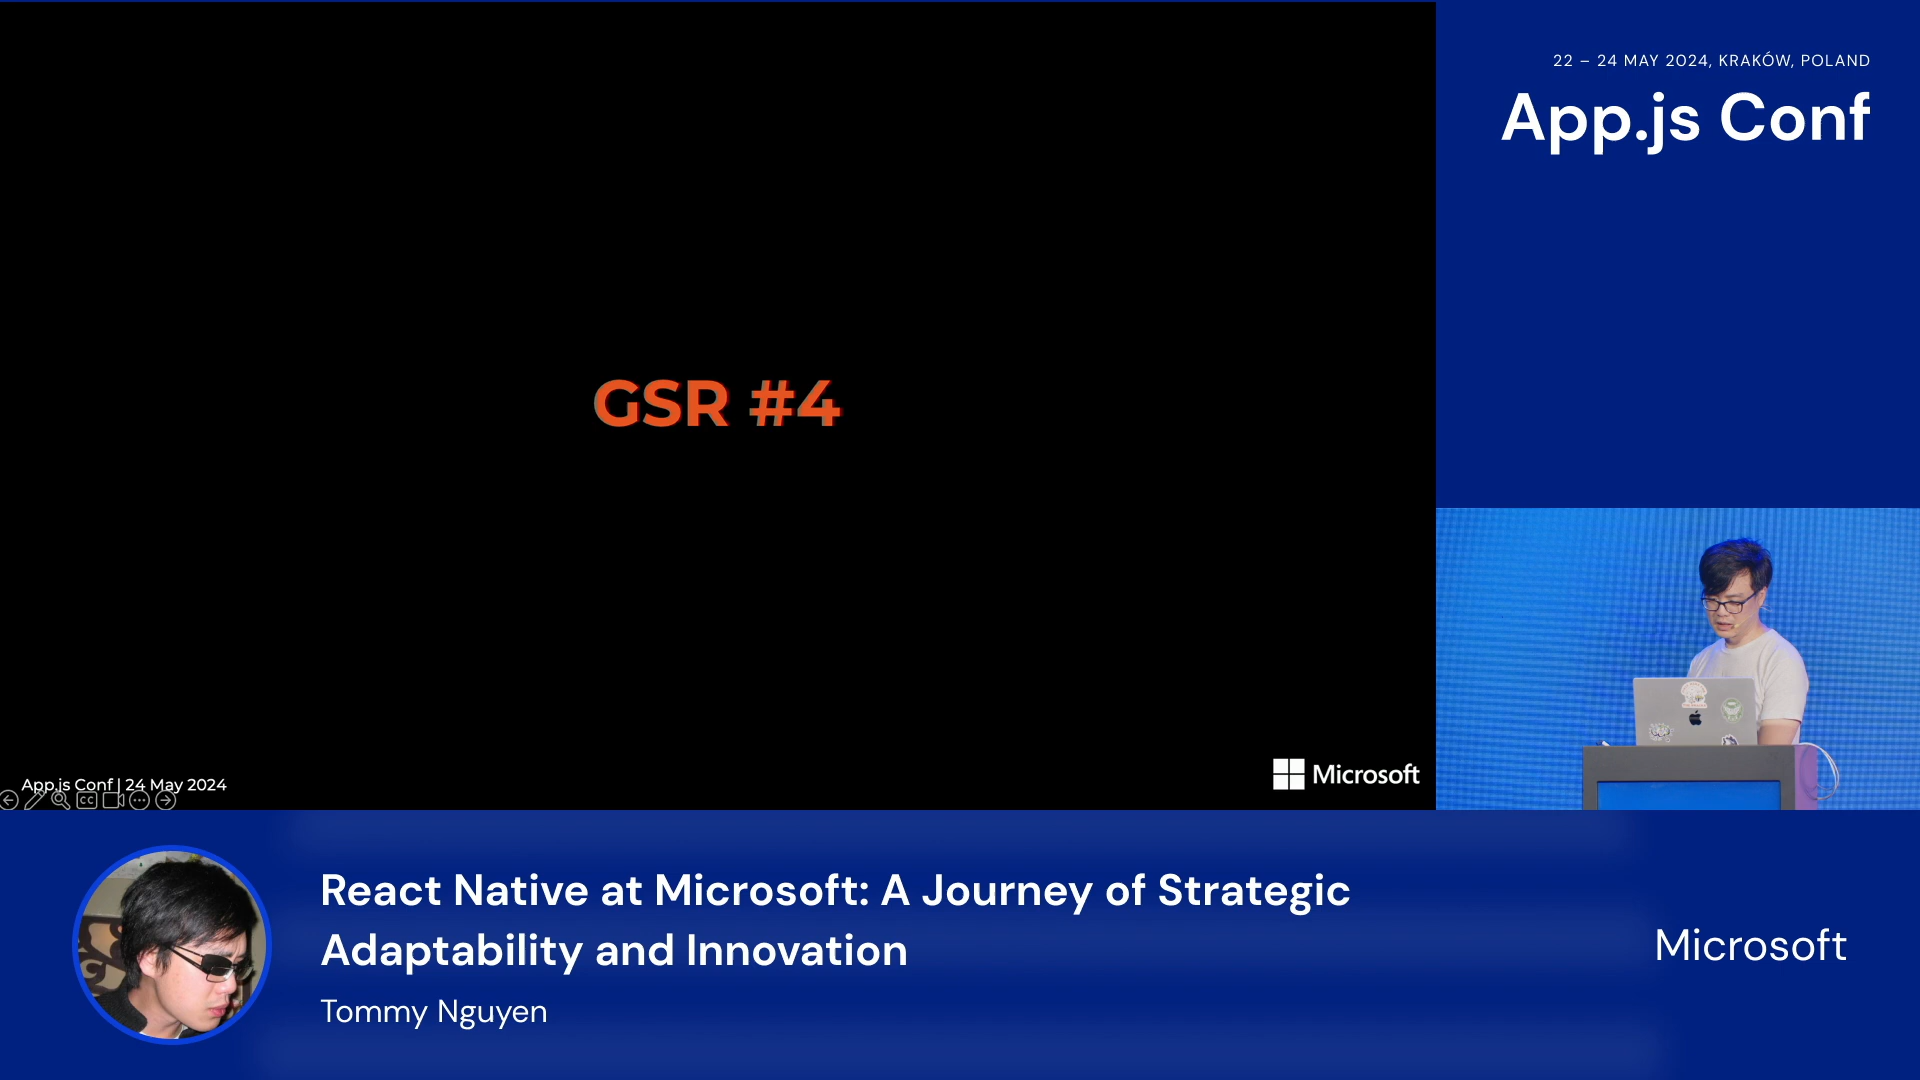 22 – 24 MAY 2024, KRAKÓW, POLAND
App.js Conf
GSR #4
App.js Conf | 24 May 2024
CC
Microsoft
React Native at Microsoft: A Journey of Strategic
Adaptability and Innovation
Tommy Nguyen
Microsoft